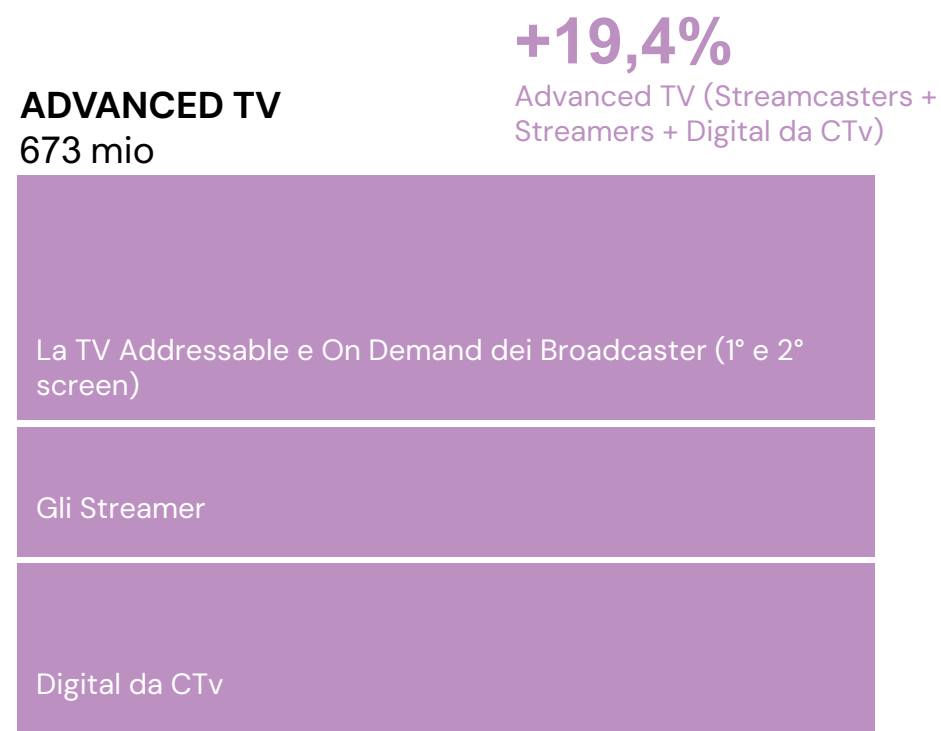 +19,4%
Advanced TV (Streamcasters +
Streamers + Digital da CTv)
ADVANCED TV
673 mio
La TV Addressable e On Demand dei Broadcaster (1° e 2°
screen)
Gli Streamer
Digital da CTv